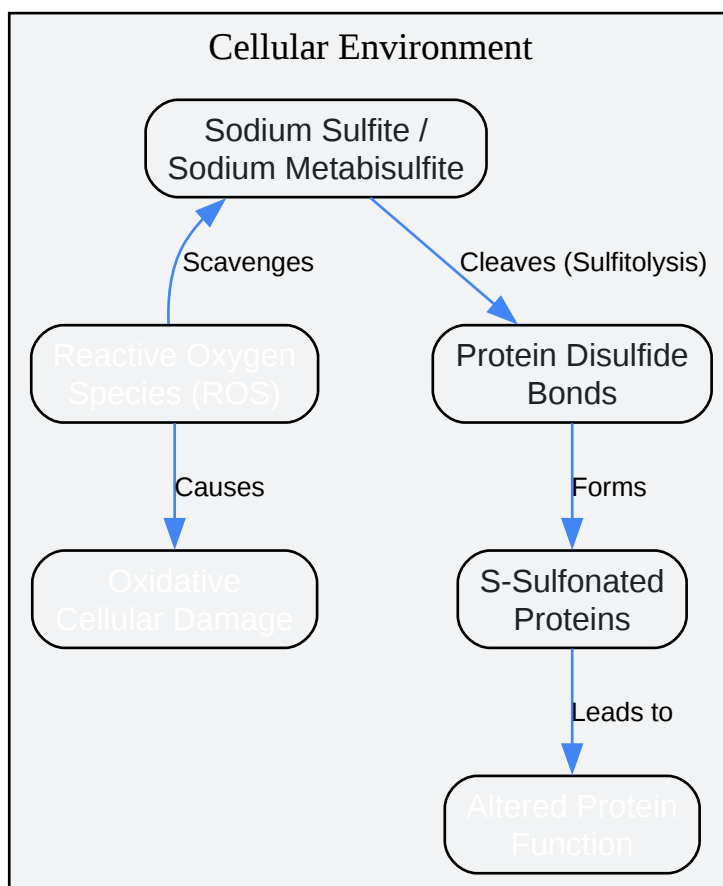 Cellular Environment
Sodium Sulfite /
Sodium Metabisulfite
Scavenges
Cleaves (Sulfitolysis)
Reactive Oxygen
Species (ROS)
Protein Disulfide
Bonds
Causes
Forms
Oxidative
Cellular Damage
S-Sulfonated
Proteins
Leads to
Altered Protein
Function